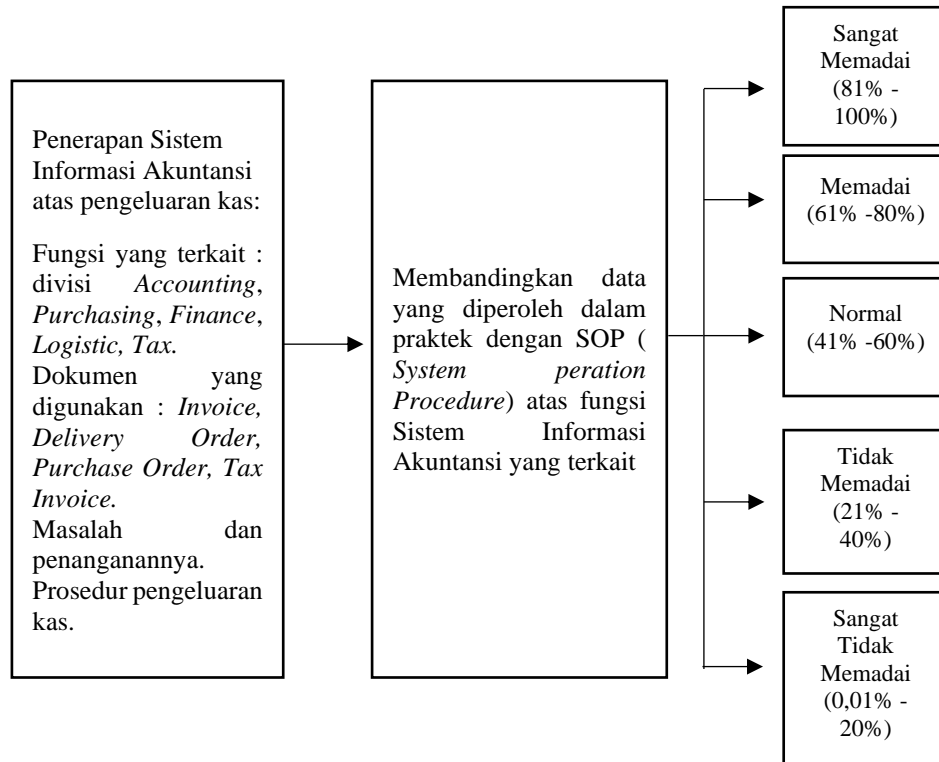 Penerapan Sistem
Informasi Akuntansi
atas pengeluaran kas:
Fungsi yang terkait :
divisi Accounting,
Purchasing, Finance,
Logistic, Tax.
Dokumen yang
digunakan : Invoice,
Delivery Order,
Purchase Order, Tax
Invoice.
Masalah dan
penanganannya.
Prosedur pengeluaran
kas.
Membandingkan data
yang diperoleh dalam
praktek dengan SOP (
System peration
Procedure) atas fungsi
Sistem Informasi
Akuntansi yang terkait
Sangat
Memadai
(81% -
100%)
Memadai
(61% -80%)
Normal
(41% -60%)
Tidak
Memadai
(21% -
40%)
Sangat
Tidak
Memadai
(0,01% -
20%)